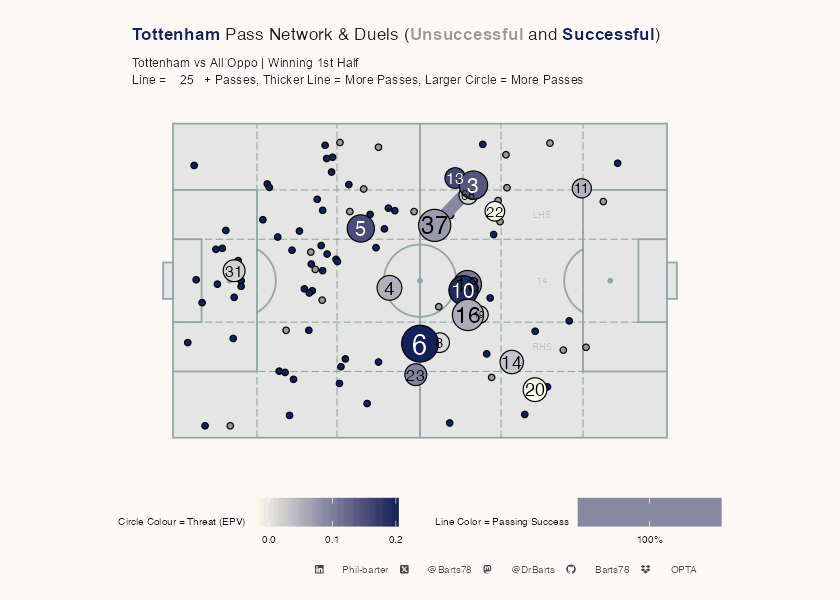 Tottenham Pass Network & Duels (Unsuccessful and Successful)
Tottenham vs All Oppo | Winning 1st Half
Line = 25 + Passes, Thicker Line = More Passes, Larger Circle = More Passes
13
3
11
22
LHS
37
5
31
14
4
10
16
6
8
RHS
14
23
20
Circle Colour = Threat (EPV)
Line Color = Passing Success
0.0 0.1 0.2
100%
Phil-barter @Barts78 @DrBarts Barts78 OPTA